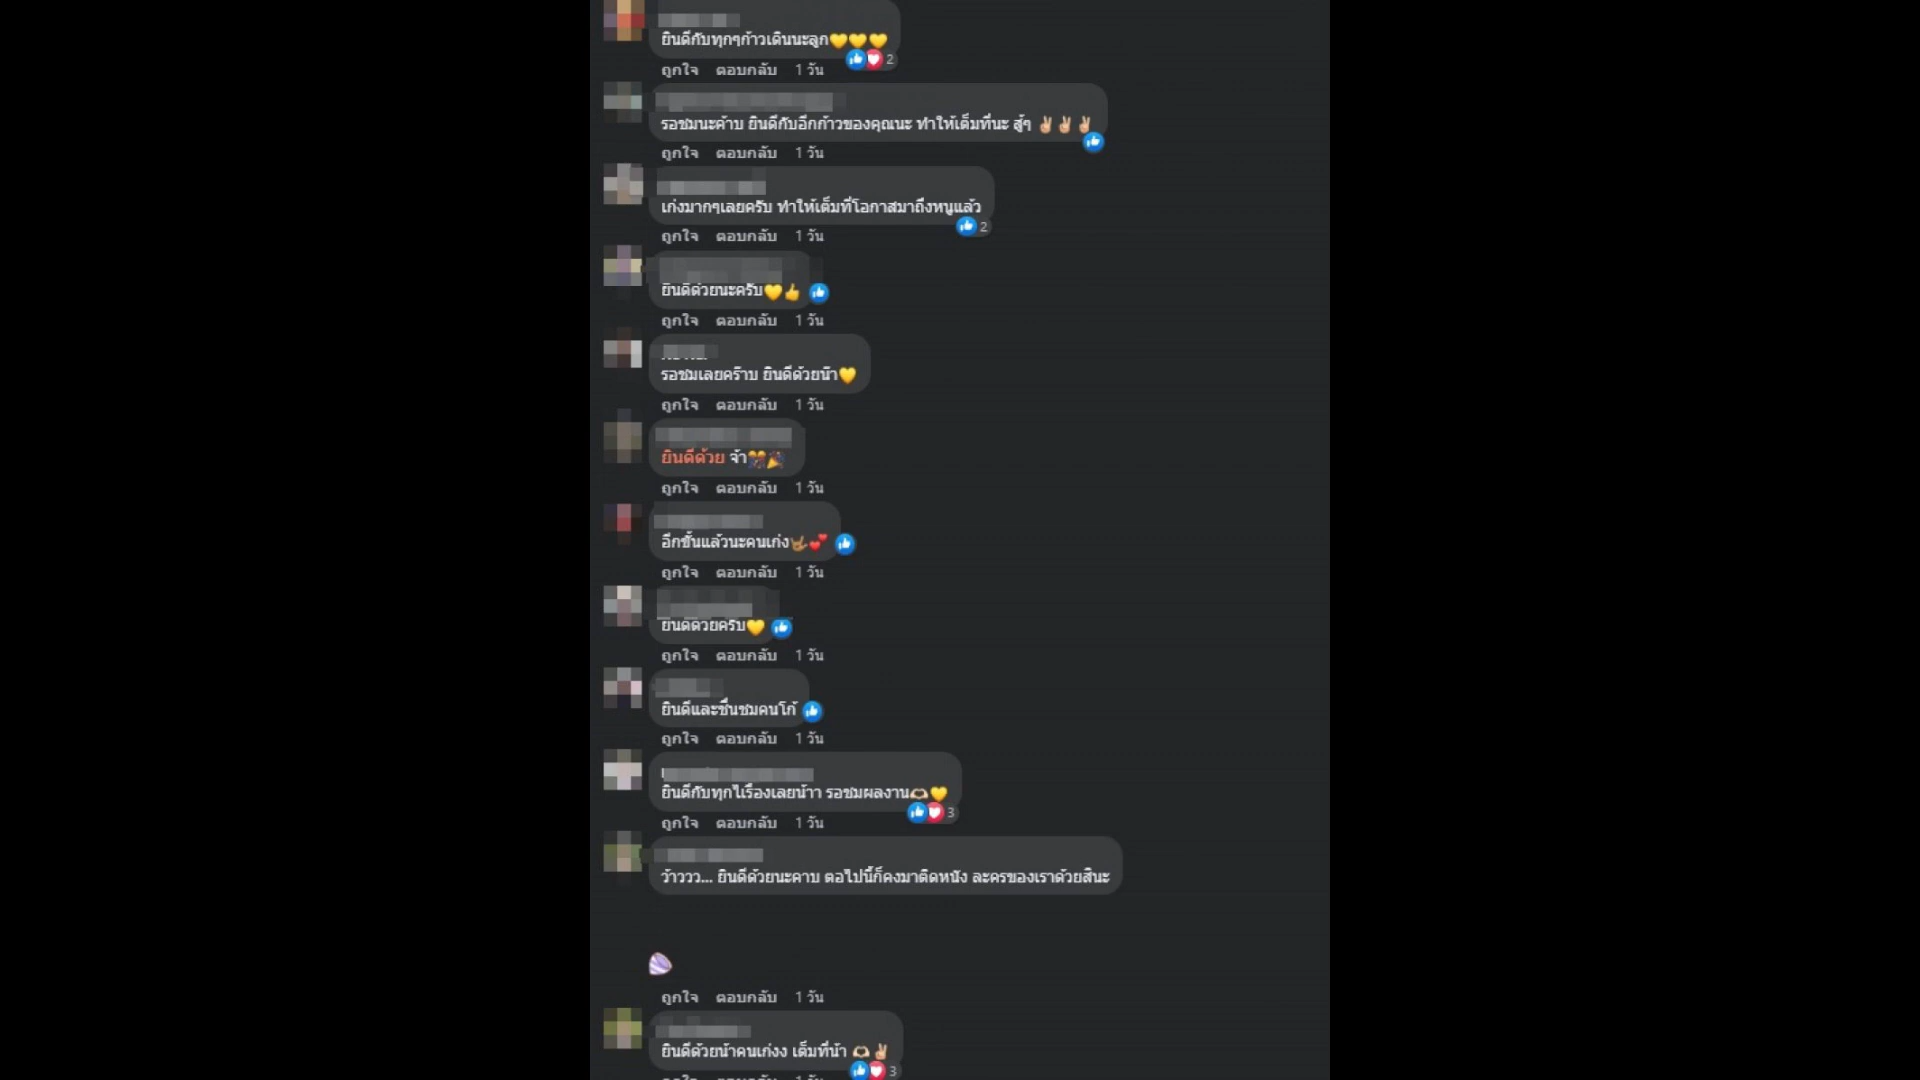 ยินดีกับทุกๆก้าวเดินนะลูก💛💛💛
2
ถูกใจ ตอบกลับ 1 วัน
รอชมนะค้าบ ยินดีกับอีกก้าวของคุณนะ ทำให้เต็มที่นะ สู้ๆ ✌🏻✌🏻✌🏻
ถูกใจ ตอบกลับ 1 วัน
เก่งมากๆเลยครับ ทำให้เต็มที่โอกาสมาถึงหนูแล้ว
2
ถูกใจ ตอบกลับ 1 วัน
ยินดีด้วยนะครับ💛👍
ถูกใจ ตอบกลับ 1 วัน
รอชมเลยคร๊าบ ยินดีด้วยน๊า💛
ถูกใจ ตอบกลับ 1 วัน
ยินดีด้วย จ้า🎊🎉
ถูกใจ ตอบกลับ 1 วัน
อีกขั้นแล้วนะคนเก่ง🤟🏽💕
ถูกใจ ตอบกลับ 1 วัน
ยินดีด้วยครับ💛
ถูกใจ ตอบกลับ 1 วัน
ยินดีและชื่นชมคนโก้
ถูกใจ ตอบกลับ 1 วัน
ยินดีกับทุกไเรื่องเลยน้าา รอชมผลงาน🫶🏻💛
3
ถูกใจ ตอบกลับ 1 วัน
ว้าววว... ยินดีด้วยนะคาบ ตอไปนี้ก็คงมาติดหนัง ละครของเราด้วยสินะ
ถูกใจ ตอบกลับ 1 วัน
ยินดีด้วยน้าคนเก่งง เต็มที่น้า 🫶🏻✌🏻
3